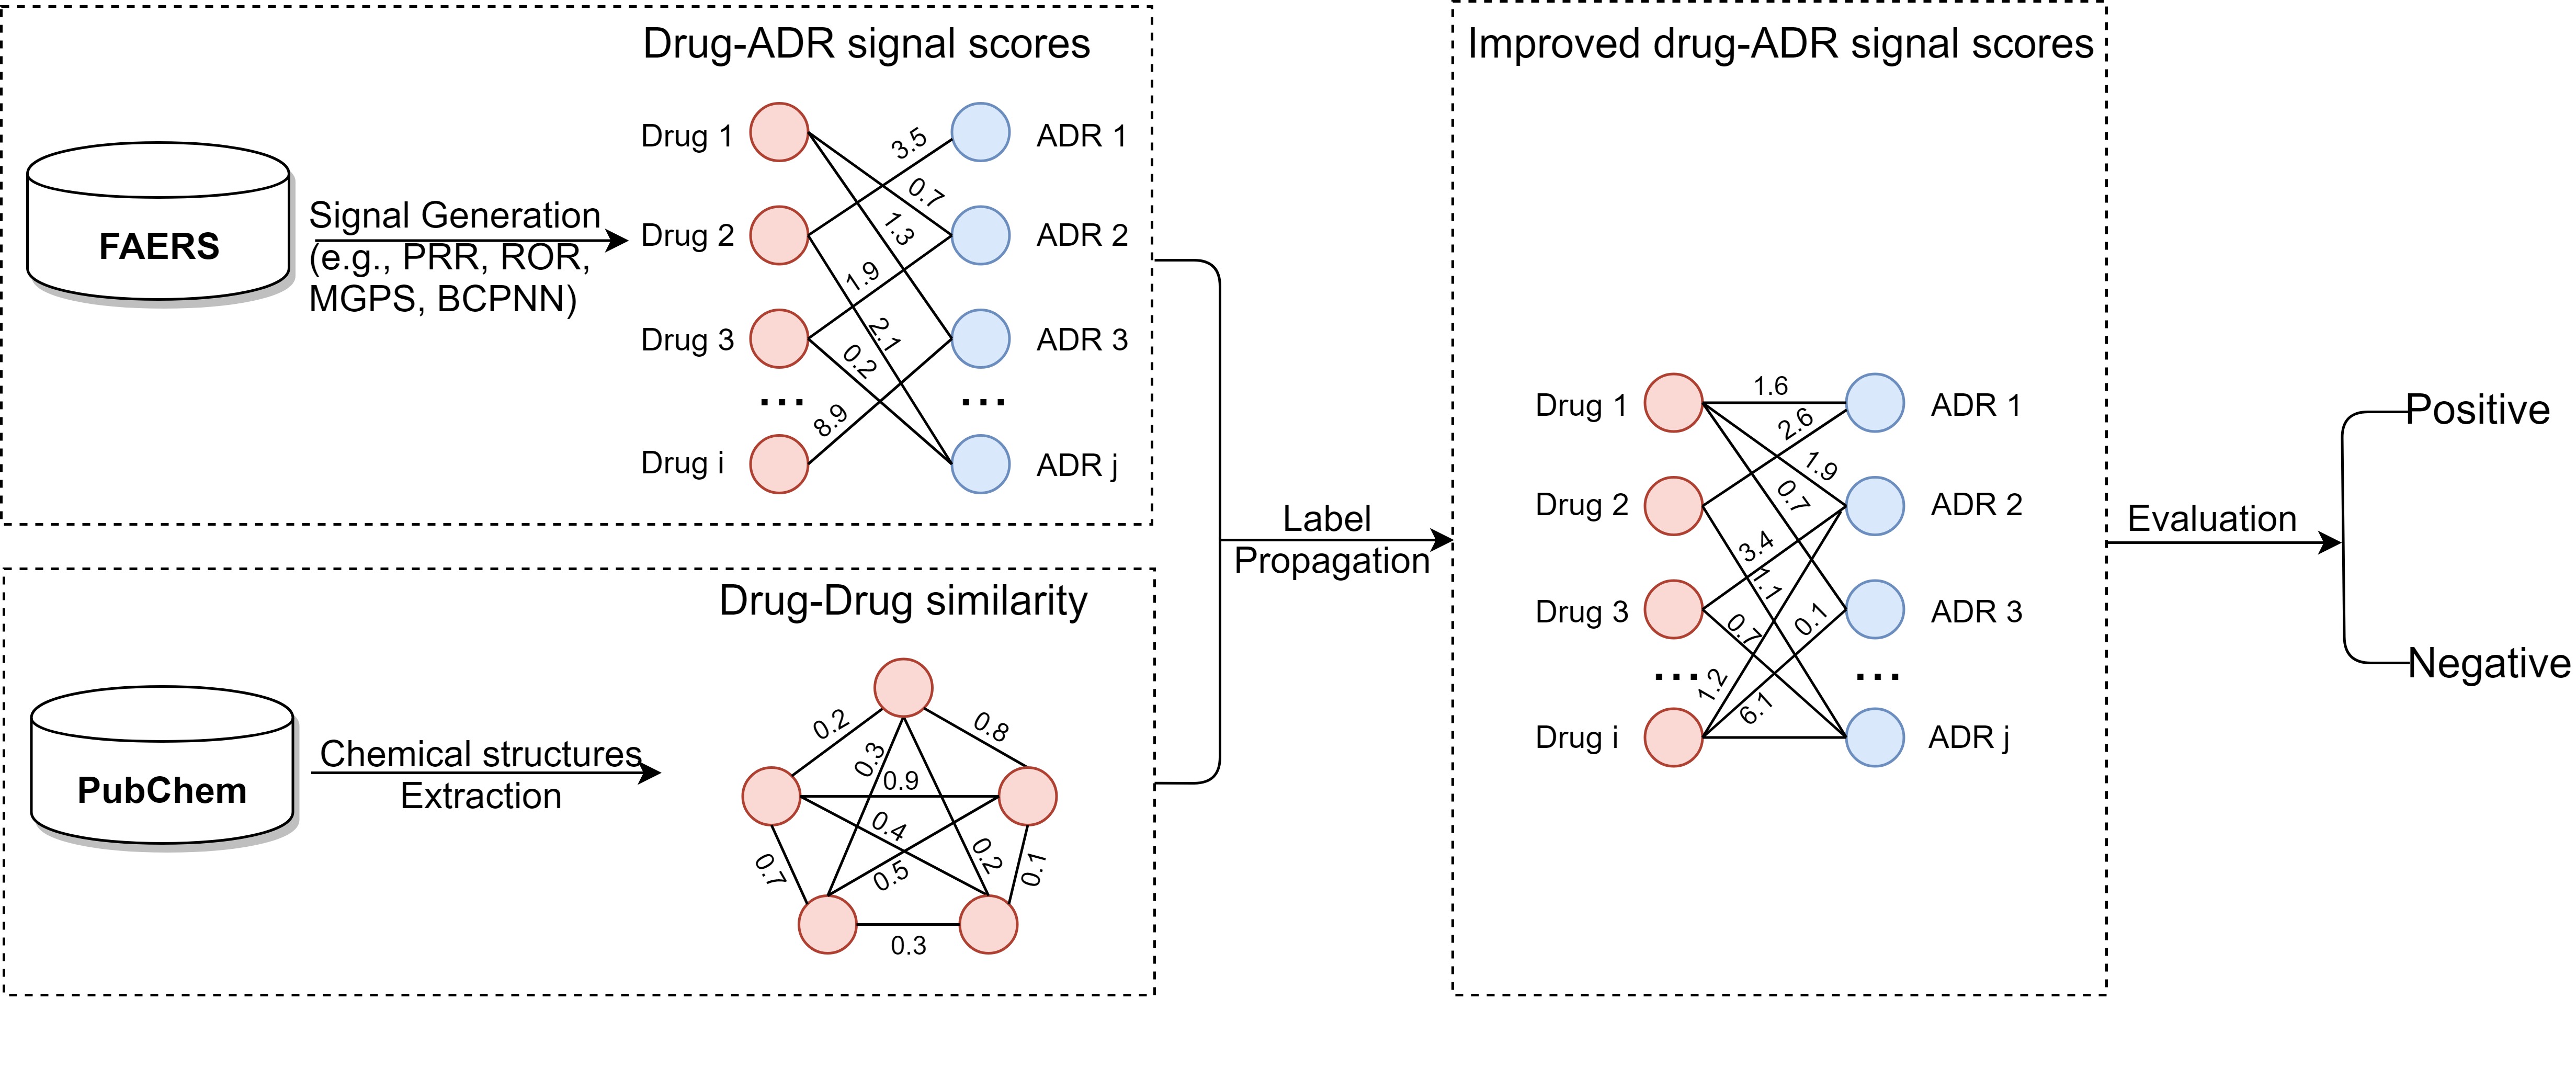 Drug-ADR signal scores
FAERS
Signal Generation
(e.g., PRR, ROR,
MGPS, BCPNN)
Drug 1
ADR 1
3.5
0.7
1.3
Drug 2
ADR 2
1.9
Drug 3
ADR 3
2.1
0.2
...
...
8.9
Drug i
ADR j
Drug-Drug similarity
PubChem
Chemical structures
Extraction
0.2
0.8
0.3
0.9
0.4
0.7
0.5
0.2
0.1
0.3
Label
Propagation
Improved drug-ADR signal scores
Drug 1
1.6
ADR 1
2.6
1.9
0.7
Drug 2
ADR 2
3.4
1.1
Drug 3
ADR 3
0.7
0.1
...
...
1.2
6.1
Drug i
ADR j
Evaluation
Positive
Negative